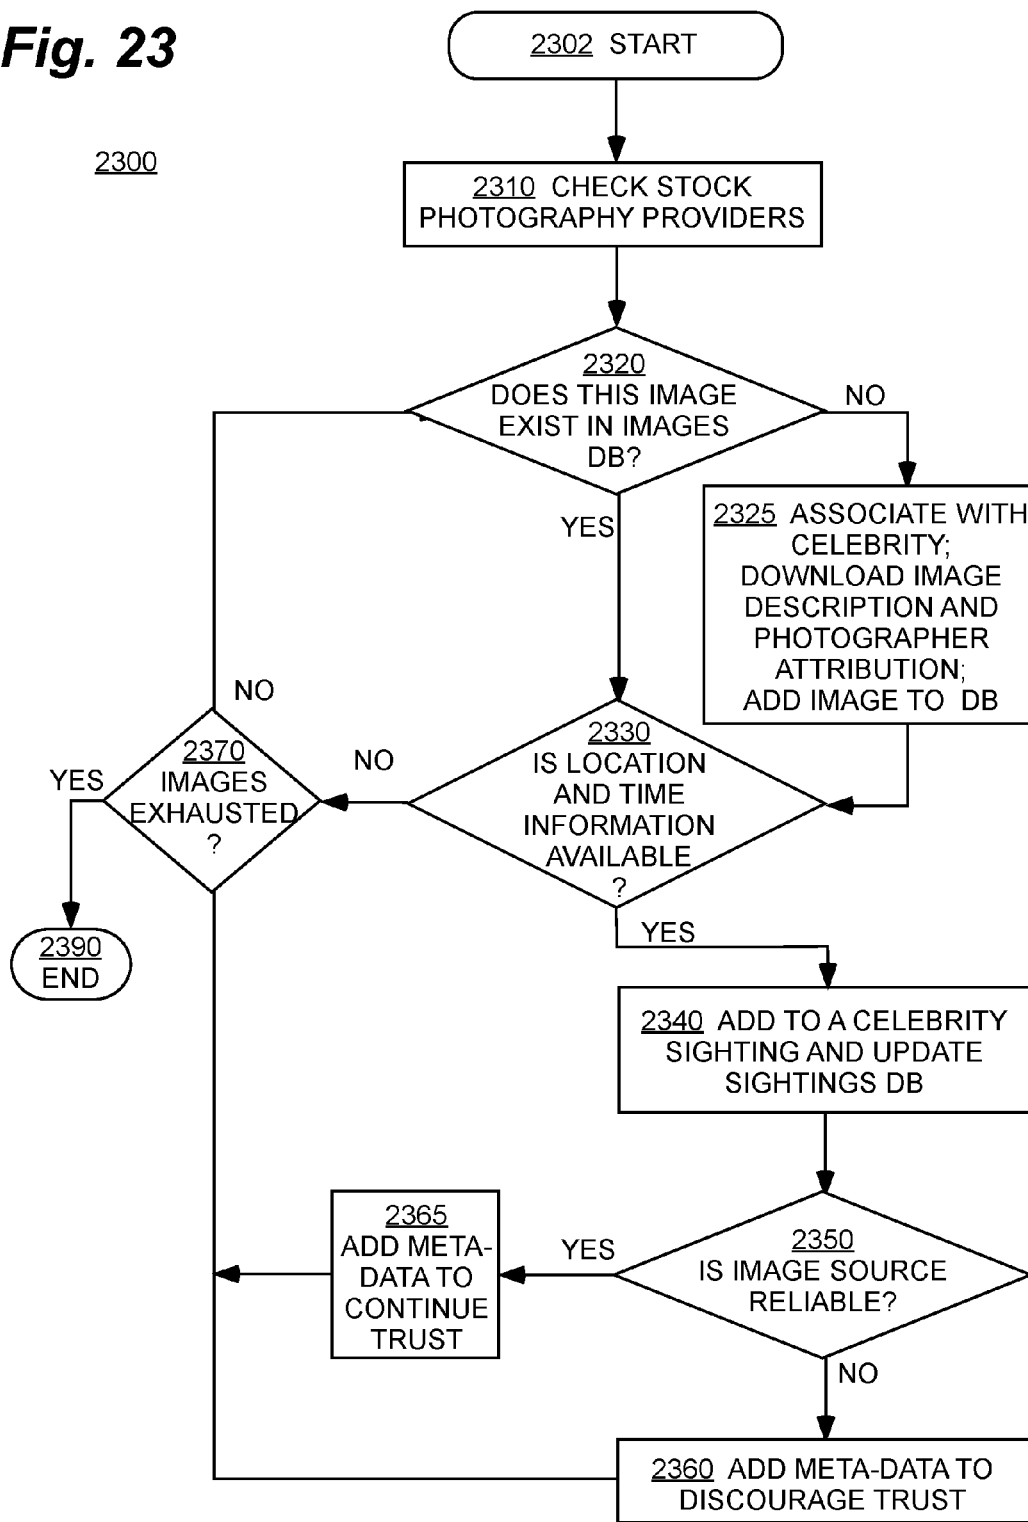 Fig. 23
2300
2302 START
2310 CHECK STOCK
PHOTOGRAPHY PROVIDERS
2320
DOES THIS IMAGE
EXIST IN IMAGES
DB?
NO
YES
2325 ASSOCIATE WITH
CELEBRITY;
DOWNLOAD IMAGE
DESCRIPTION AND
PHOTOGRAPHER
ATTRIBUTION;
ADD IMAGE TO DB
2330
IS LOCATION
AND TIME
INFORMATION
AVAILABLE
?
NO
YES
2370
IMAGES
EXHAUSTED
?
NO
YES
2390
END
2340 ADD TO A CELEBRITY
SIGHTING AND UPDATE
SIGHTINGS DB
2350
IS IMAGE SOURCE
RELIABLE?
YES
NO
2365
ADD META-
DATA TO
CONTINUE
TRUST
2360 ADD META-DATA TO
DISCOURAGE TRUST